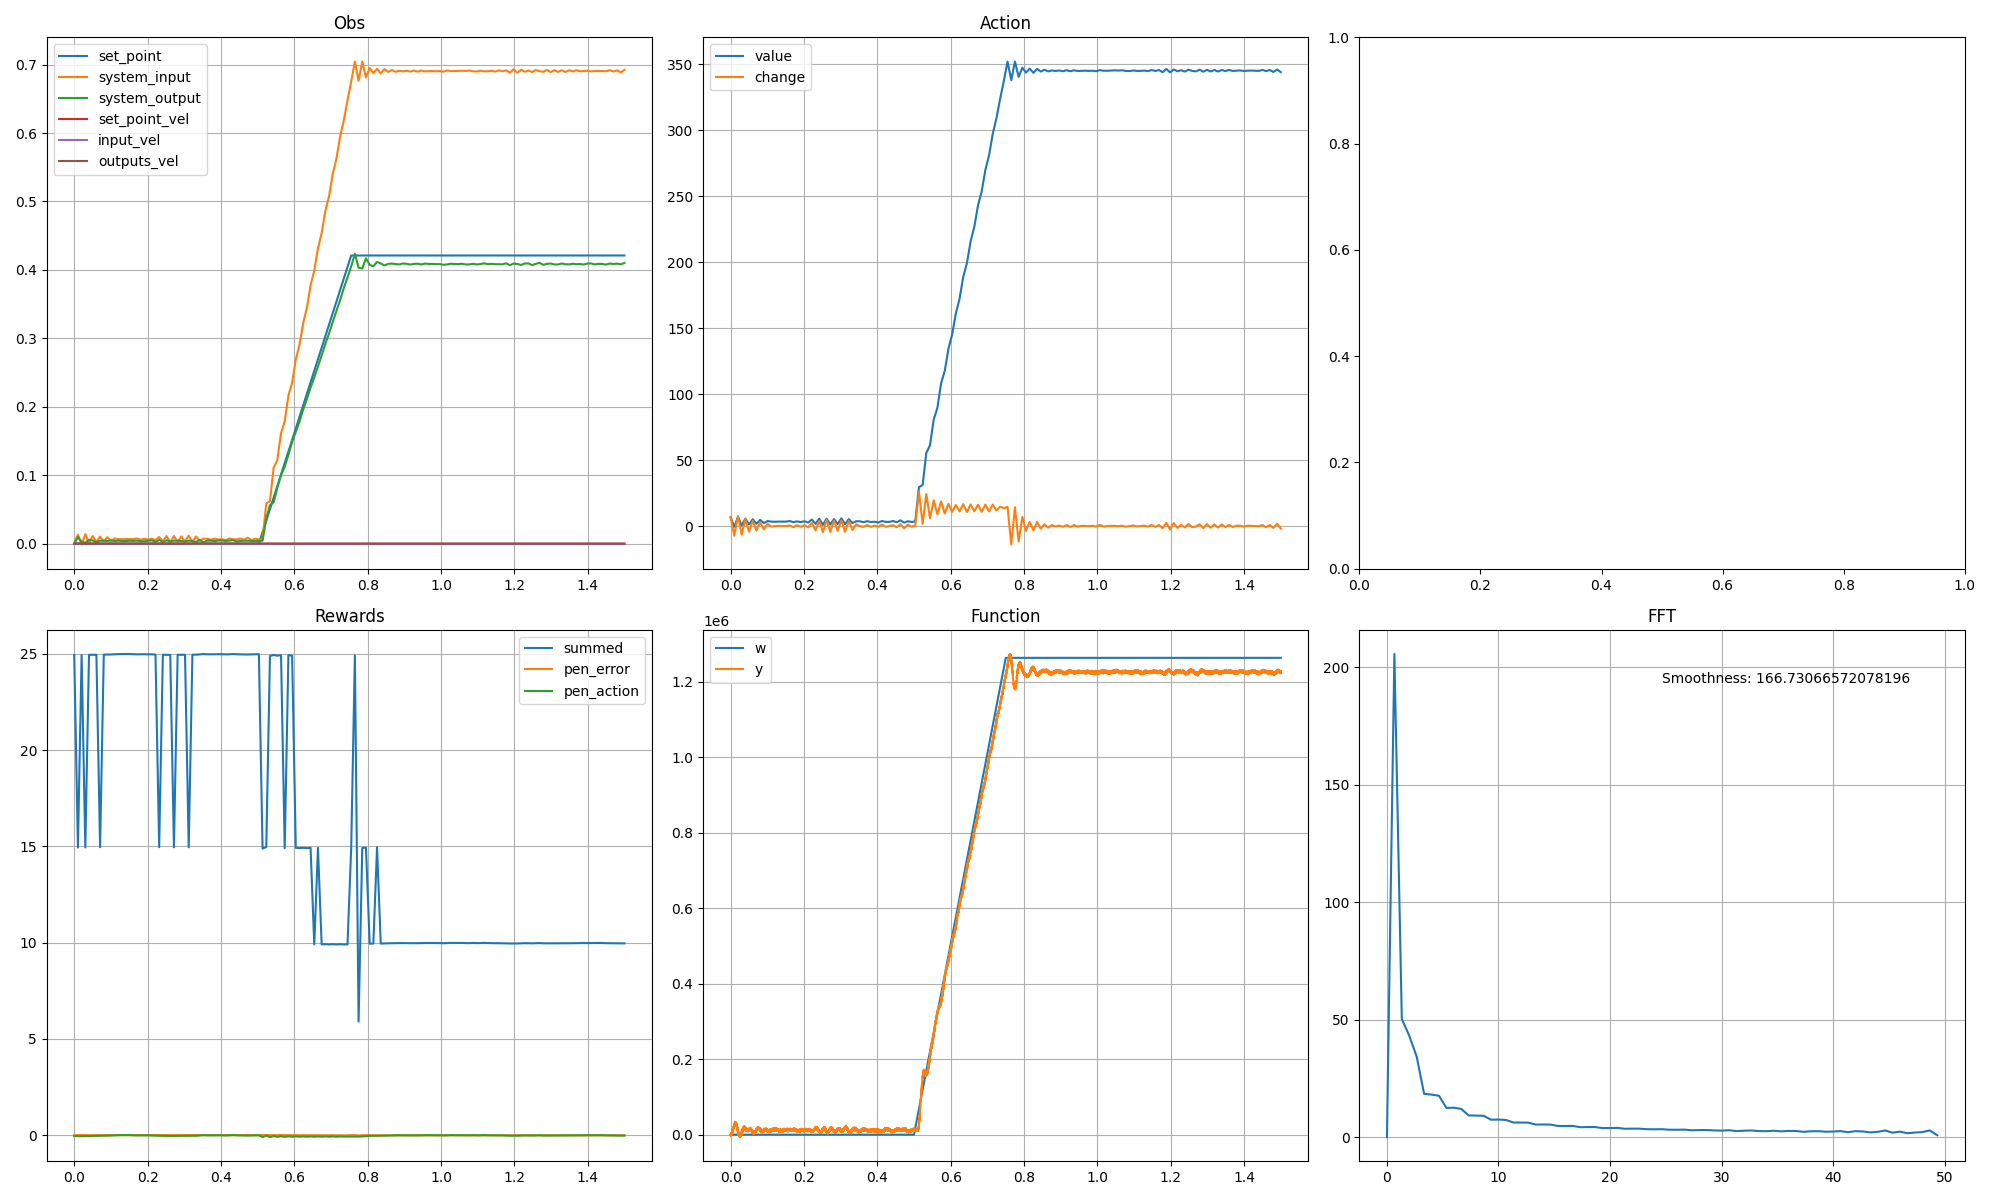 Obs
0.7
0.6
0.5
0.4
0.3
0.2
0.1
0.0
set_point
system_input
system_output
set_point_vel
input_vel
outputs_vel
0.0 0.2 0.4 0.6 0.8 1.0 1.2 1.4
Action
350
300
250
200
150
100
50
0
value
change
0.0 0.2 0.4 0.6 0.8 1.0 1.2 1.4
1.0
0.8
0.6
0.4
0.2
0.0
0.0 0.2 0.4 0.6 0.8 1.0
Rewards
25
20
15
10
5
0
summed
pen_error
pen_action
0.0 0.2 0.4 0.6 0.8 1.0 1.2 1.4
Function
1e6
1.2
1.0
0.8
0.6
0.4
0.2
0.0
w
y
0.0 0.2 0.4 0.6 0.8 1.0 1.2 1.4
FFT
200
150
100
50
0
Smoothness: 166.73066572078196
0 10 20 30 40 50